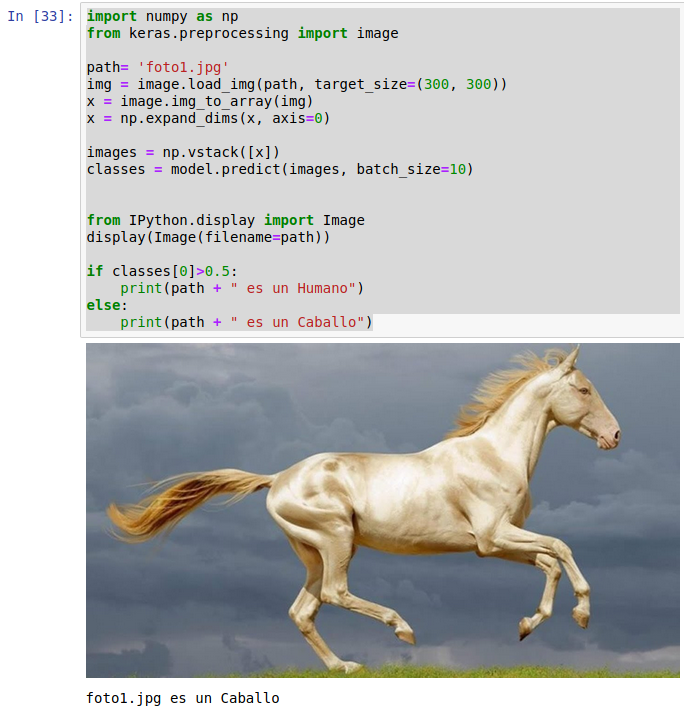 In [33]:
import numpy as np
from keras.preprocessing import image
path= 'foto1.jpg'
img = image.load_img(path, target_size=(300, 300))
x = image.img_to_array(img)
x = np.expand_dims(x, axis=0)
images = np.vstack([x])
classes = model.predict(images, batch_size=10)
from IPython.display import Image
display(Image(filename=path))
if classes[0]>0.5:
    print(path + " es un Humano")
else:
    print(path + " es un Caballo")
foto1.jpg es un Caballo